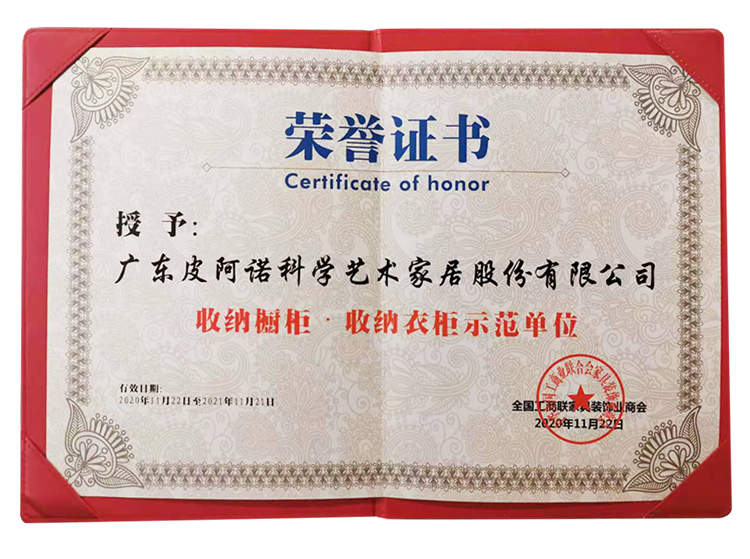 荣誉证书
Certificate of honor
授予:
广东皮阿诺科学艺术家居股份有限公司
收纳橱柜·收纳衣柜示范单位
有效日期:
2020年11月22日至2021年11月21日
全国工商联家具装饰业商会
2020年11月22日